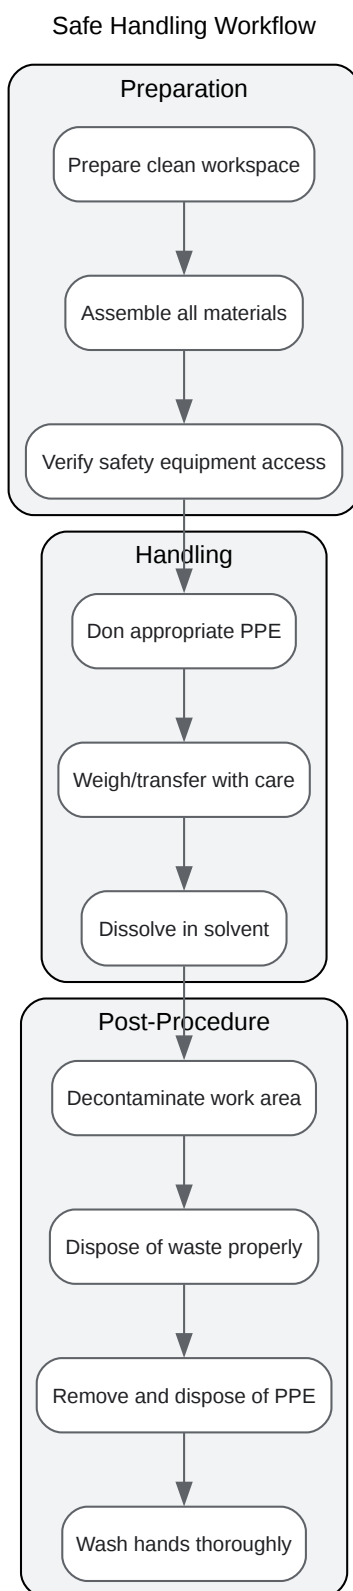 Safe Handling Workflow
Preparation
Prepare clean workspace
Assemble all materials
Verify safety equipment access
Handling
Don appropriate PPE
Weigh/transfer with care
Dissolve in solvent
Post-Procedure
Decontaminate work area
Dispose of waste properly
Remove and dispose of PPE
Wash hands thoroughly